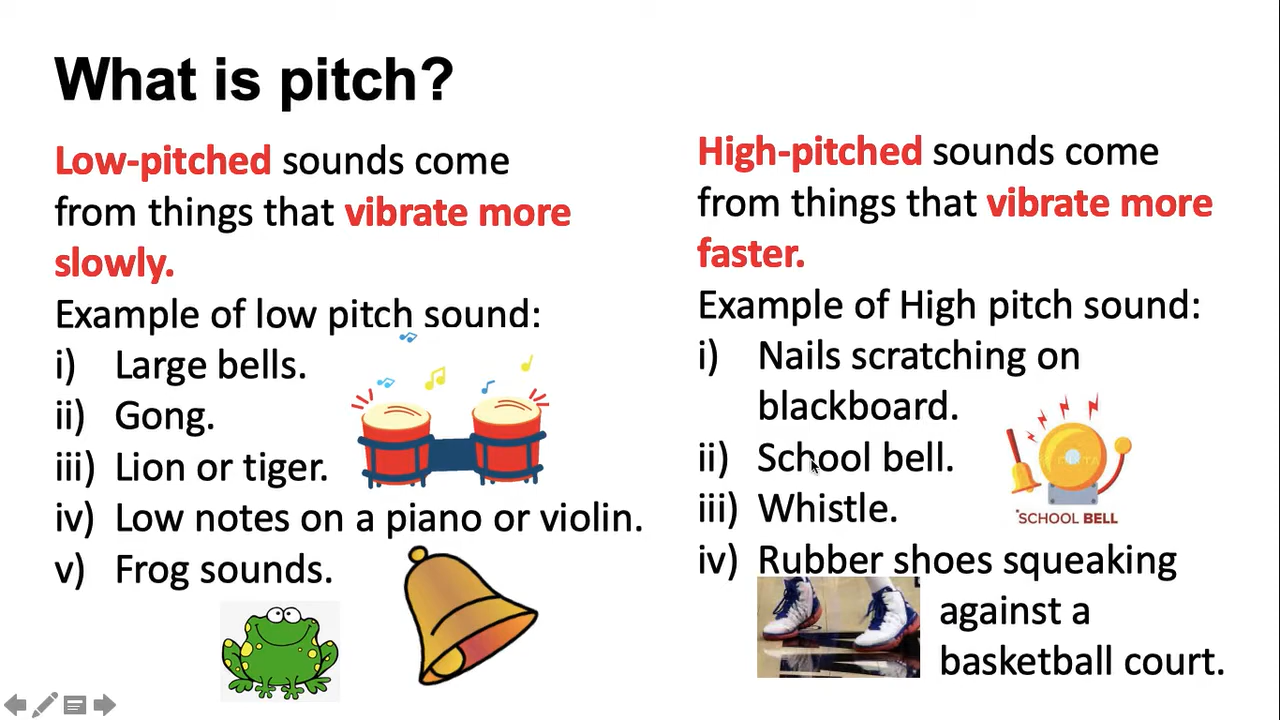 What is pitch?
Low-pitched sounds come
from things that vibrate more
slowly.
Example of low pitch sound:
i) Large bells.
ii) Gong.
iii) Lion or tiger.
iv) Low notes on a piano or violin.
v) Frog sounds.
High-pitched sounds come
from things that vibrate more
faster.
Example of High pitch sound:
i) Nails scratching on
blackboard.
ii) School bell.
iii) Whistle.
iv) Rubber shoes squeaking
against a
basketball court.
SCHOOL BELL